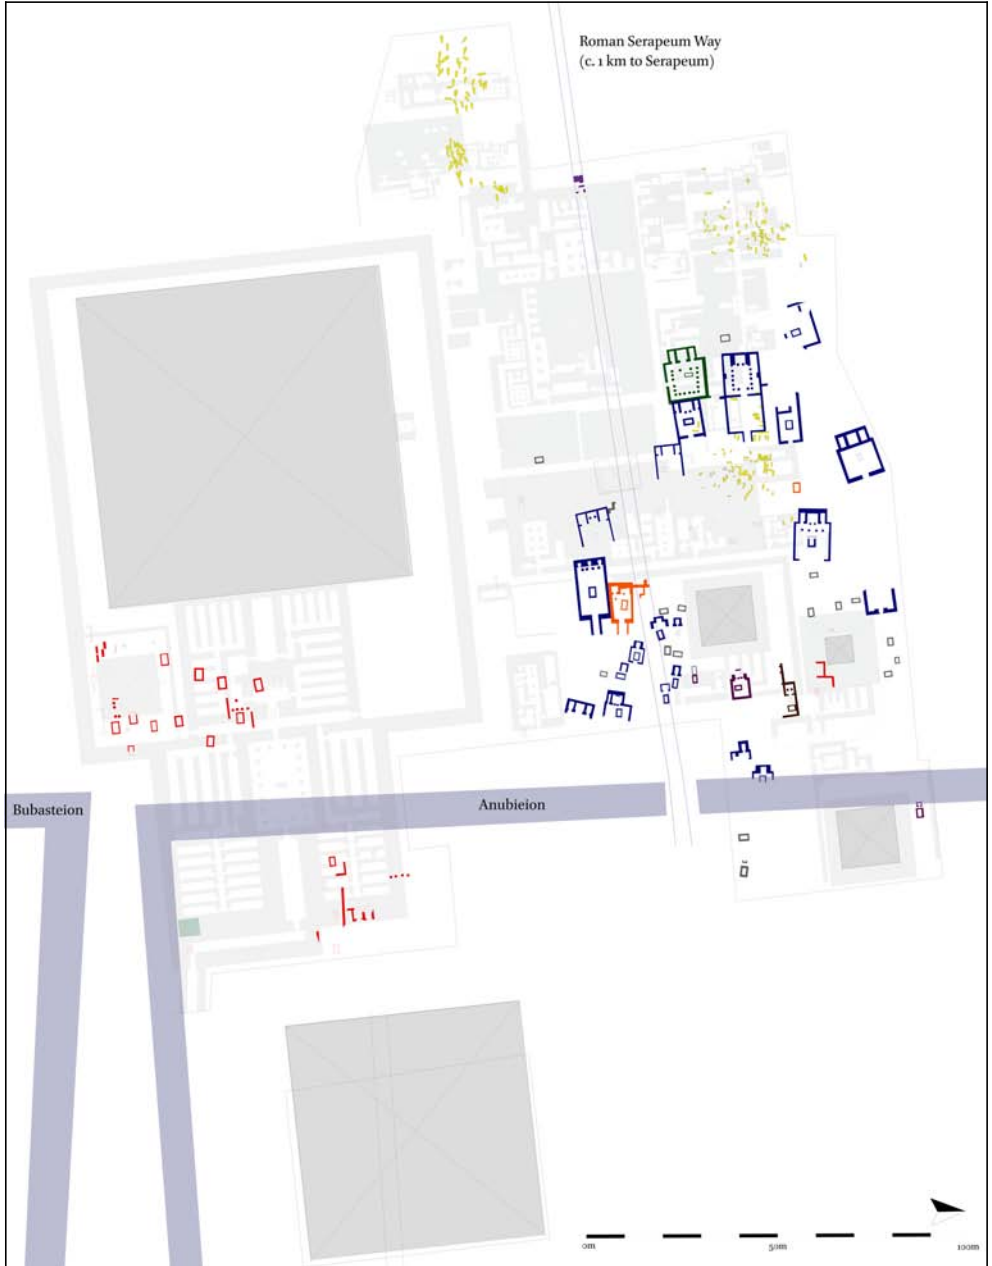 Roman Serapeum Way
(c. 1 km to Serapeum)
Bubasteion
Anubieion
0m
50m
100m